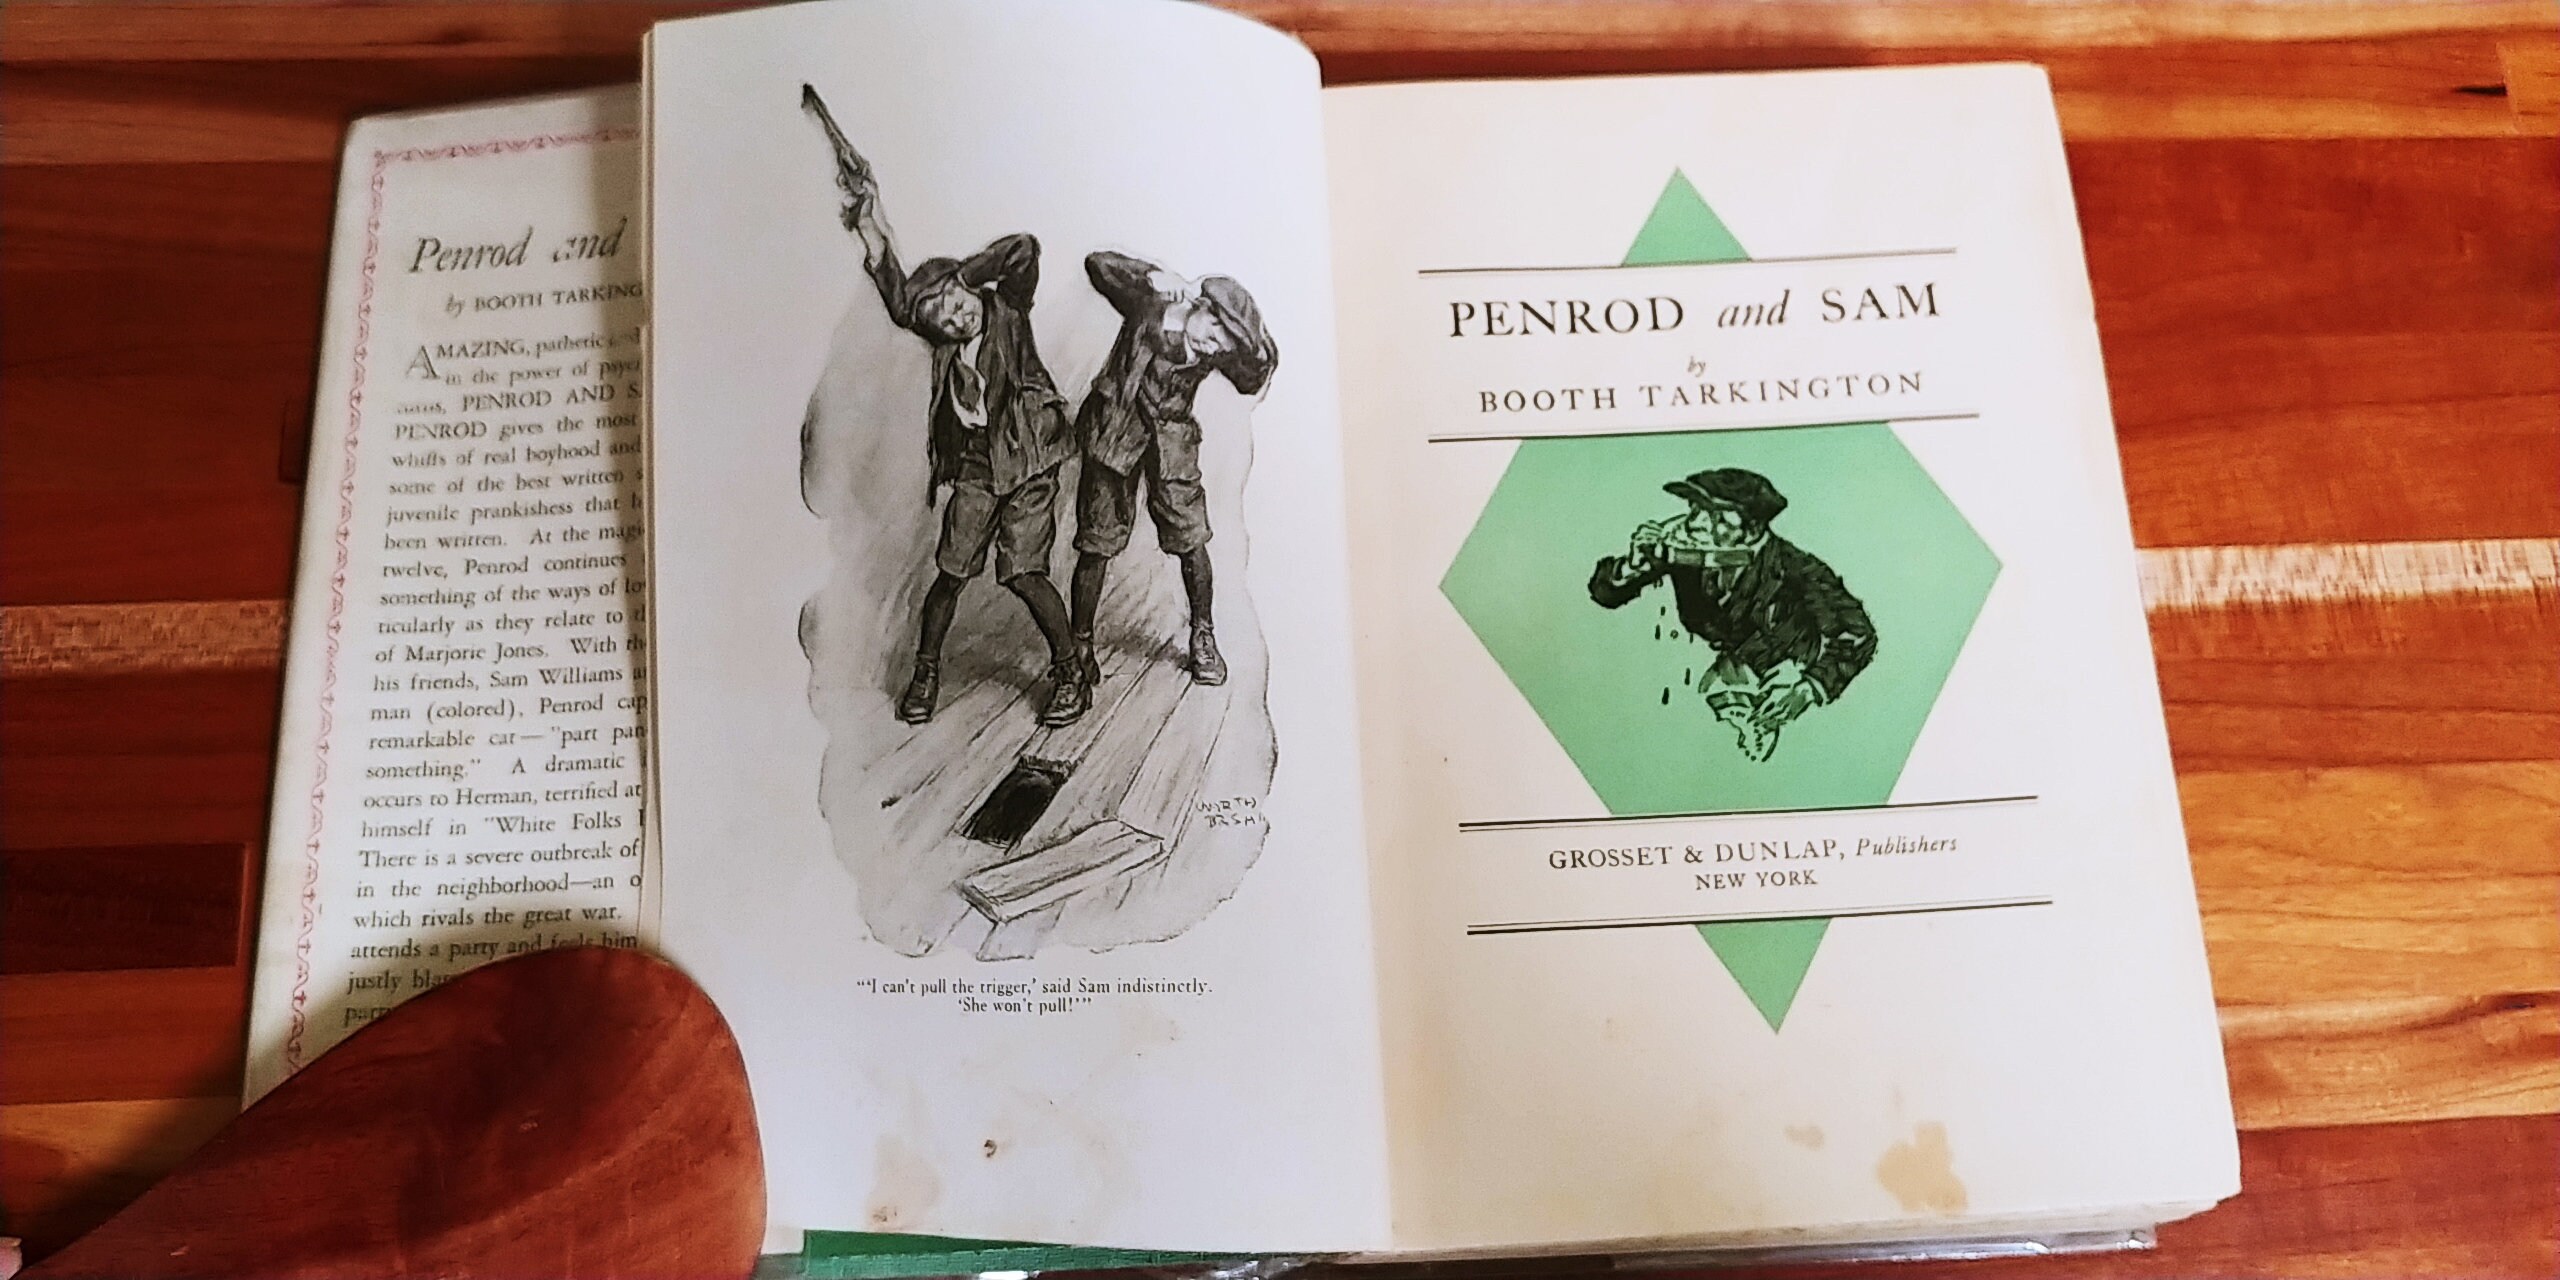 Penrod and
by BOOTH TARKING
AMAZING, pathetic
in the power of
PENROD AND S
PENROD gives the most
whiffs of real boyhood and
some of the best written s
juvenile prankishess that
been written. At the magi
twelve, Penrod continues
something of the ways of lo
ticularly as they relate to
of Marjorie Jones. With th
his friends, Sam Williams a
man (colored), Penrod cap
remarkable cat—"part pan
something." A dramatic
occurs to Herman, terrified at
himself in "White Folks
There is a severe outbreak of
in the neighborhood—an o
which rivals the great war.
attends a party and feels him
justly bla
part
"'I can't pull the trigger,' said Sam indistinctly.
'She won't pull!'"
PENROD and SAM
by
BOOTH TARKINGTON
GROSSET & DUNLAP, Publishers
NEW YORK